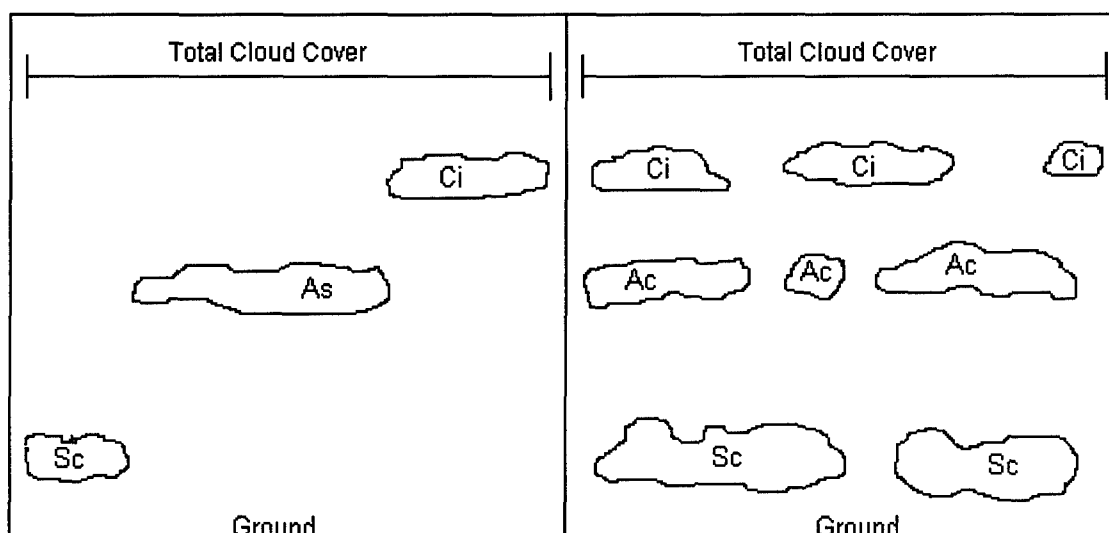 Total Cloud Cover
Ci
As
Sc
Ground
Total Cloud Cover
Ci Ci Ci
Ac Ac Ac
Sc Sc
Ground